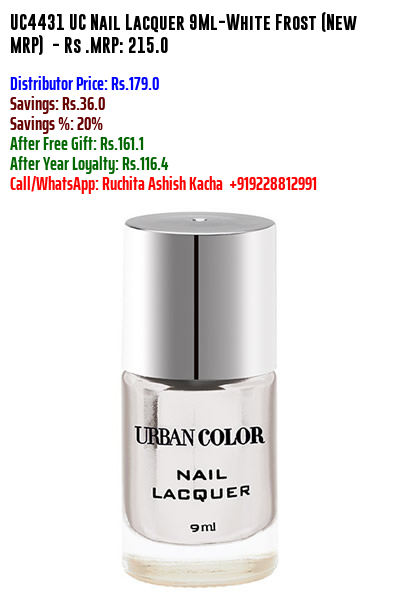 UC4431 UC Nail Lacquer 9Ml-White Frost (New
MRP) - Rs .MRP: 215.0
Distributor Price: Rs.179.0
Savings: Rs.36.0
Savings %: 20%
After Free Gift: Rs.161.1
After Year Loyalty: Rs.116.4
Call/WhatsApp: Ruchita Ashish Kacha +919228812991
URBAN COLOR
NAIL
LACQUER
9ml